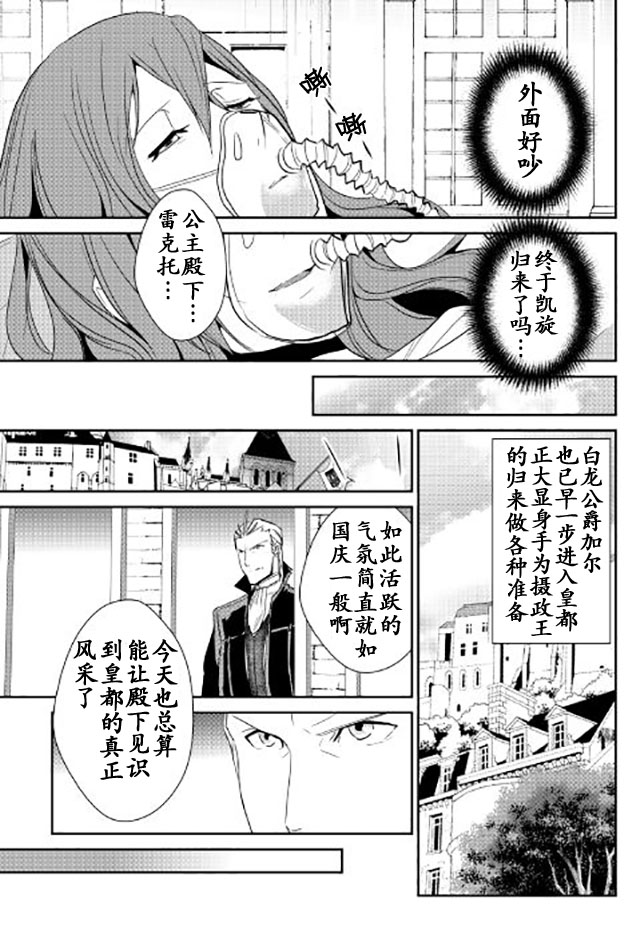 外面好吵
嘶
嘶
终于凯旋
归来了吗…
公主殿下…
雷克托…
白龙公爵加尔
也已早一步进入皇都
正大显身手为摄政王
的归来做各种准备
如此活跃的
气氛简直就如
国庆一般啊
今天也总算
能让殿下见识
到皇都的真正
风采了